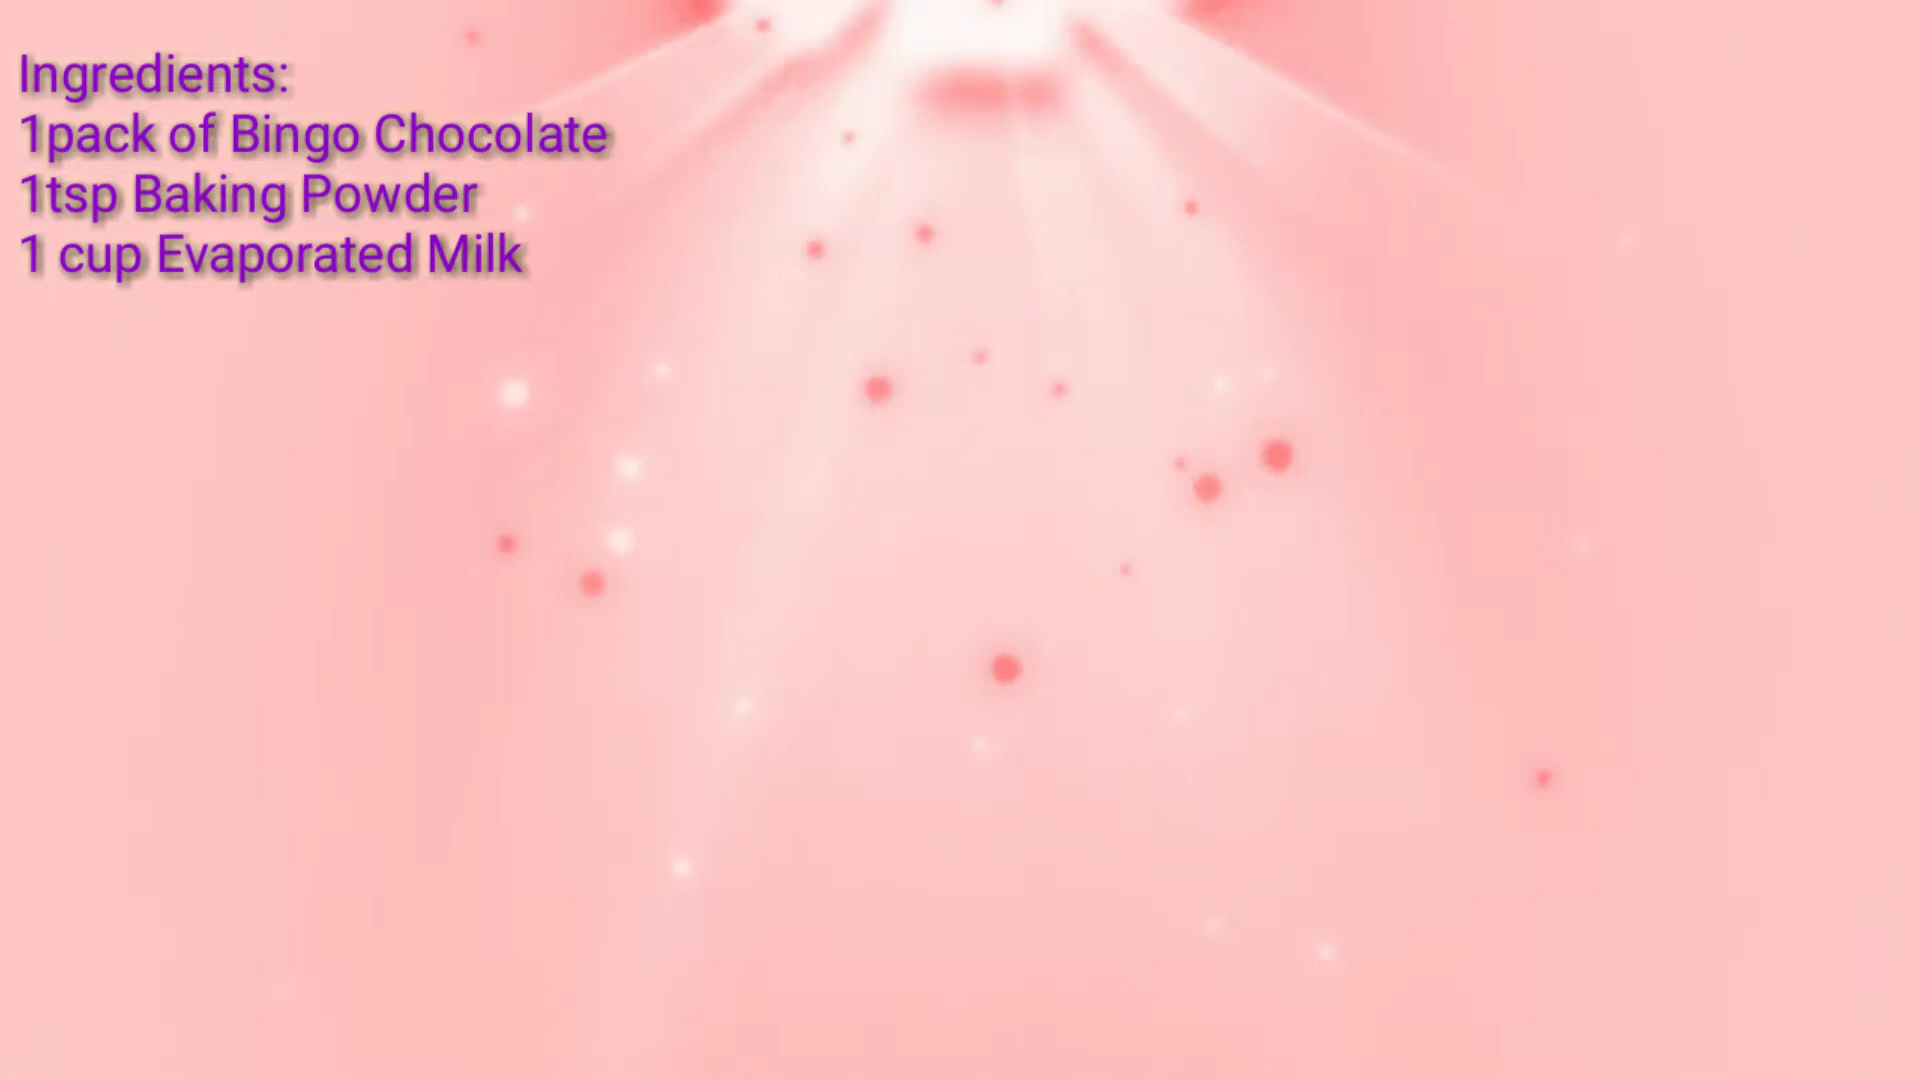 Ingredients:
1pack of Bingo Chocolate
1tsp Baking Powder
1 cup Evaporated Milk